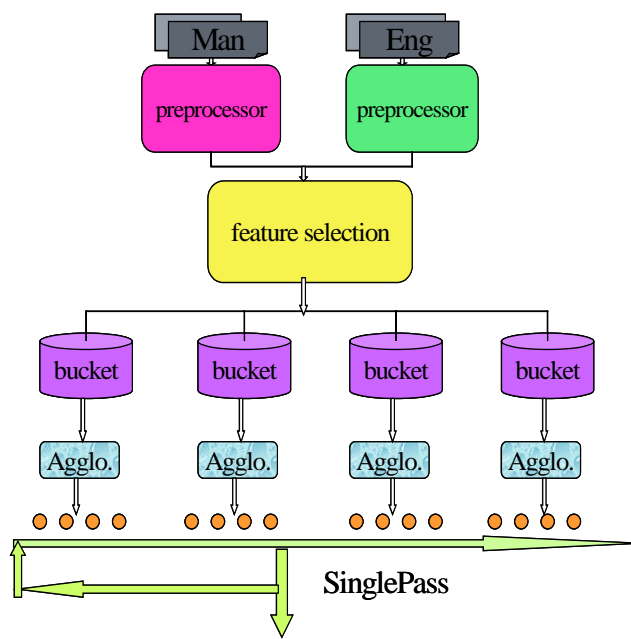 Man
Eng
preprocessor
preprocessor
feature selection
bucket
bucket
bucket
bucket
Agglo.
Agglo.
Agglo.
Agglo.
SinglePass